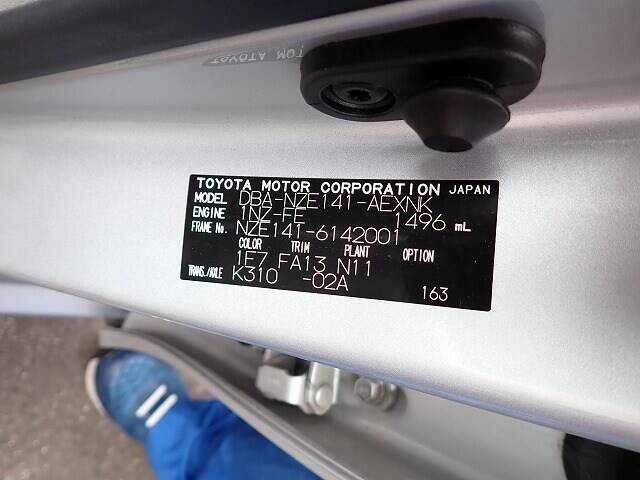 TOYOTA MOTOR CORPORATION JAPAN
MODEL DBA-NZE141-AEXNK
ENGINE 1NZ-FE 1496 mL
FRAME No. NZE141-6142001
COLOR TRIM PLANT OPTION
1F7 FA13 N11
TRANS./AXLE K310 -02A
163